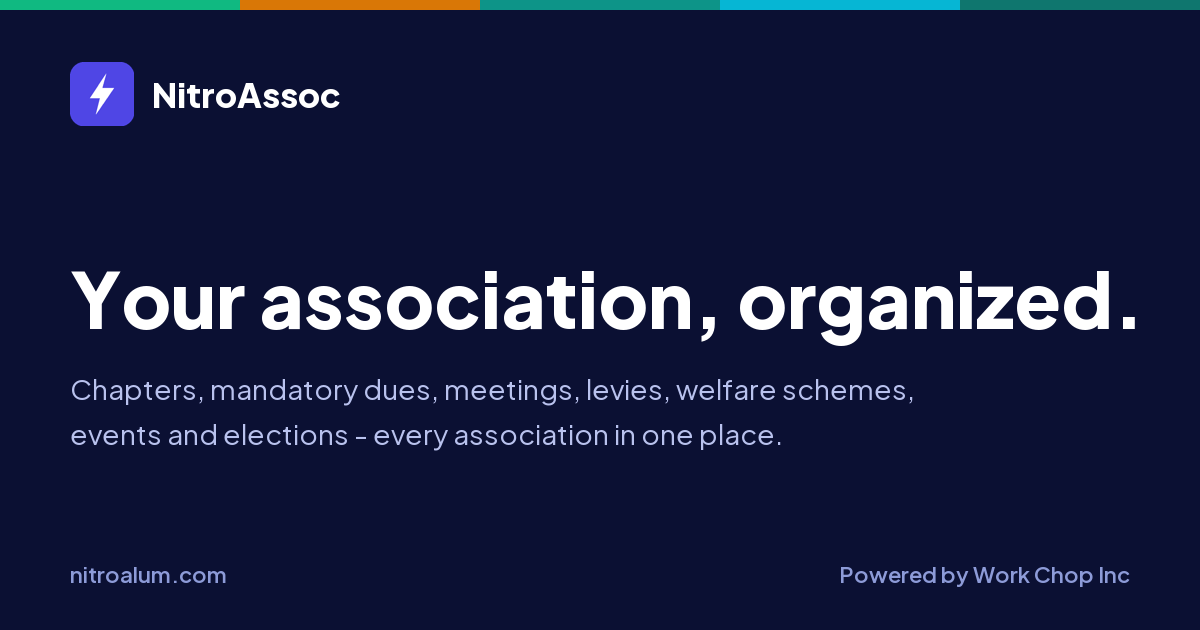 NitroAssoc
Your association, organized.
Chapters, mandatory dues, meetings, levies, welfare schemes,
events and elections – every association in one place.
nitroalum.com
Powered by Work Chop Inc